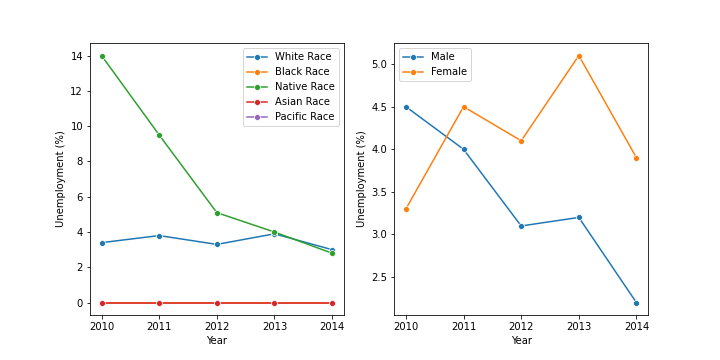 14
12
10
8
6
4
2
0
Unemployment (%)
2010 2011 2012 2013 2014
Year
White Race
Black Race
Native Race
Asian Race
Pacific Race
5.0
4.5
4.0
3.5
3.0
2.5
Unemployment (%)
2010 2011 2012 2013 2014
Year
Male
Female